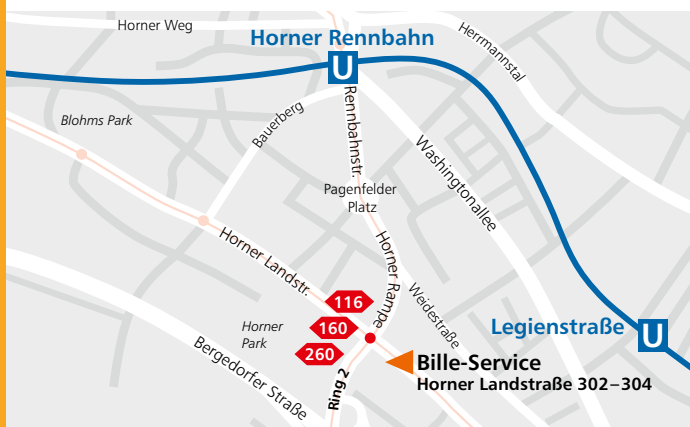 Horner Weg
Herrmannstal
Horner Rennbahn
U
Rennbahnstr.
Blohms Park
Bauerberg
Washingtonallee
Pagenfelder
Platz
Horner Landstr.
Horner Rampe
Weidestraße
116
160
260
Horner
Park
Legienstraße
U
Bergedorfer Straße
Ring 2
Bille-Service
Horner Landstraße 302–304